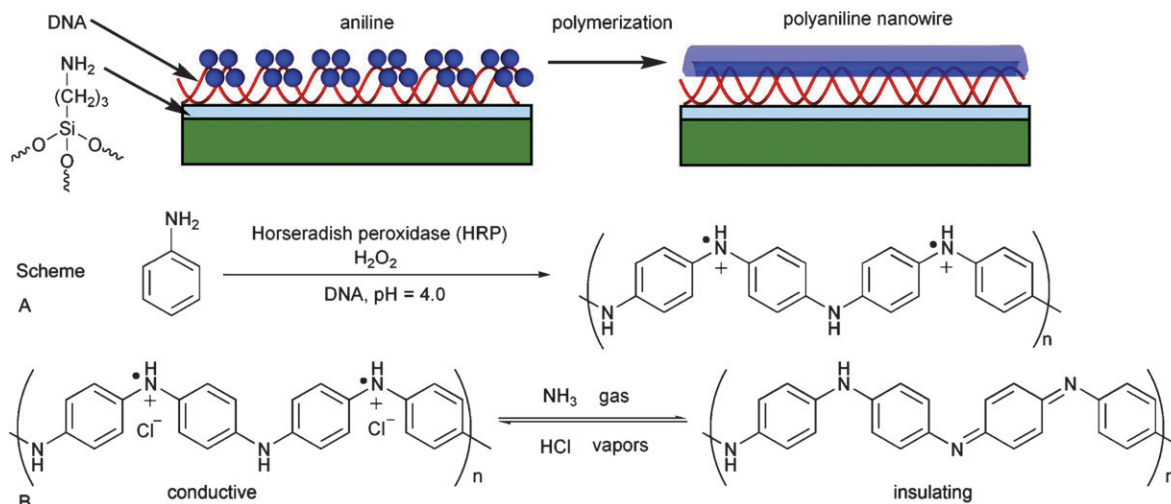 DNA
aniline
polymerization
polyaniline nanowire
NH2
(CH2)3
Si
O O
O
Scheme
A
NH2
Horseradish peroxidase (HRP)
H2O2
DNA, pH = 4.0
H H
•N •N
+ +
N N
H H
n
H H
•N •N
+ +
Cl− Cl−
N N
H H
n
conductive
B
NH3 gas
HCl vapors
H
N N
N N
H
n
insulating